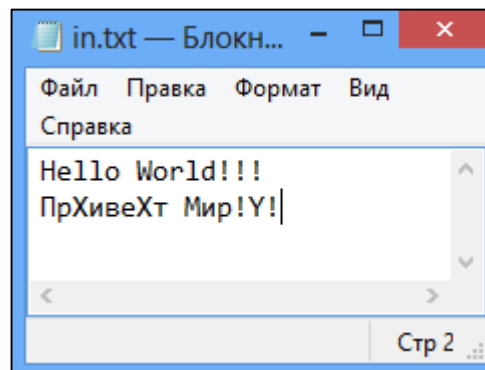 in.txt — Блокн...
Файл Правка Формат Вид
Справка
Hello World!!!
ПрХивеХт Мир!Y!
Стр 2